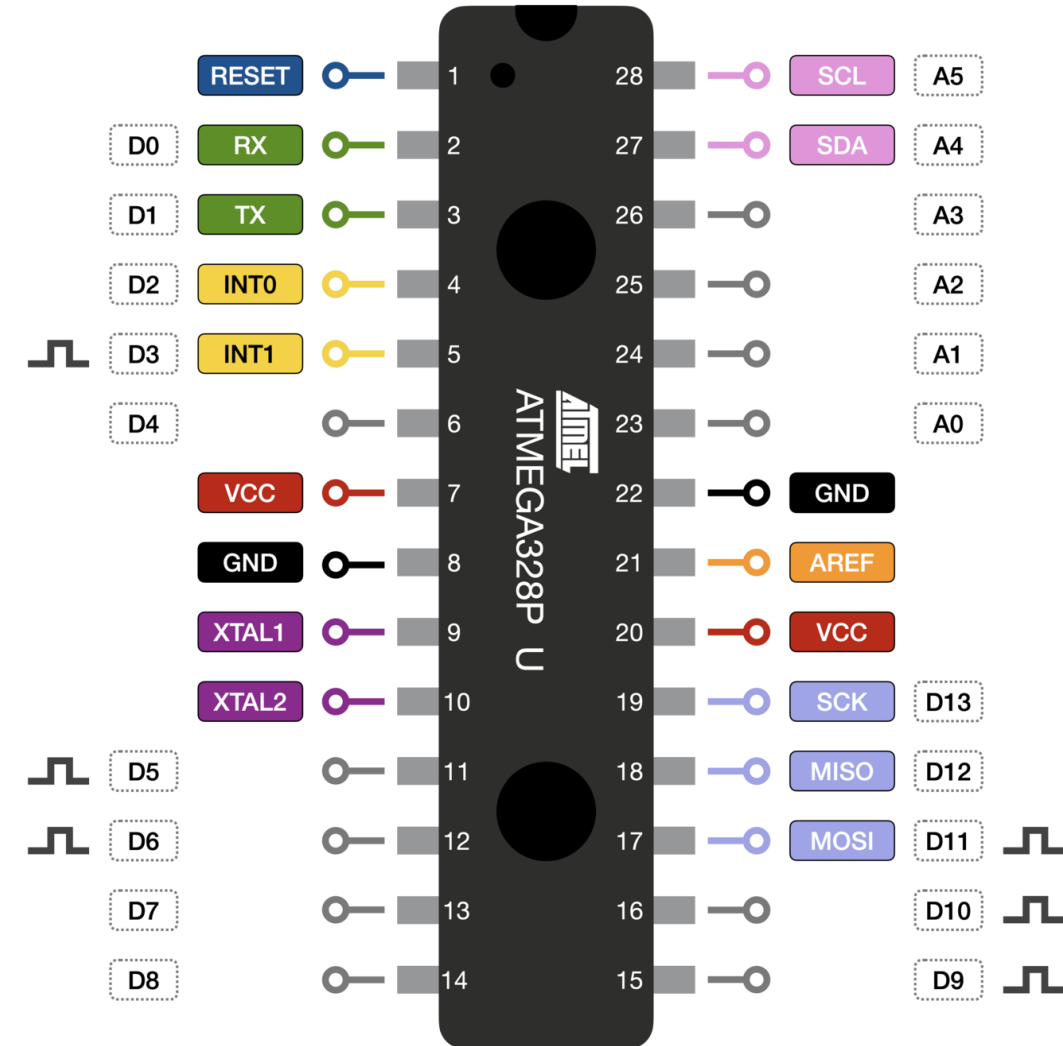 RESET 1 28 SCL A5
D0 RX 2 27 SDA A4
D1 TX 3 26 A3
D2 INT0 4 25 A2
D3 INT1 5 24 A1
D4 6 23 A0
VCC 7 22 GND
GND 8 21 AREF
XTAL1 9 20 VCC
XTAL2 10 19 SCK D13
D5 11 18 MISO D12
D6 12 17 MOSI D11
D7 13 16 D10
D8 14 15 D9
ATMEL
ATMEGA328P U